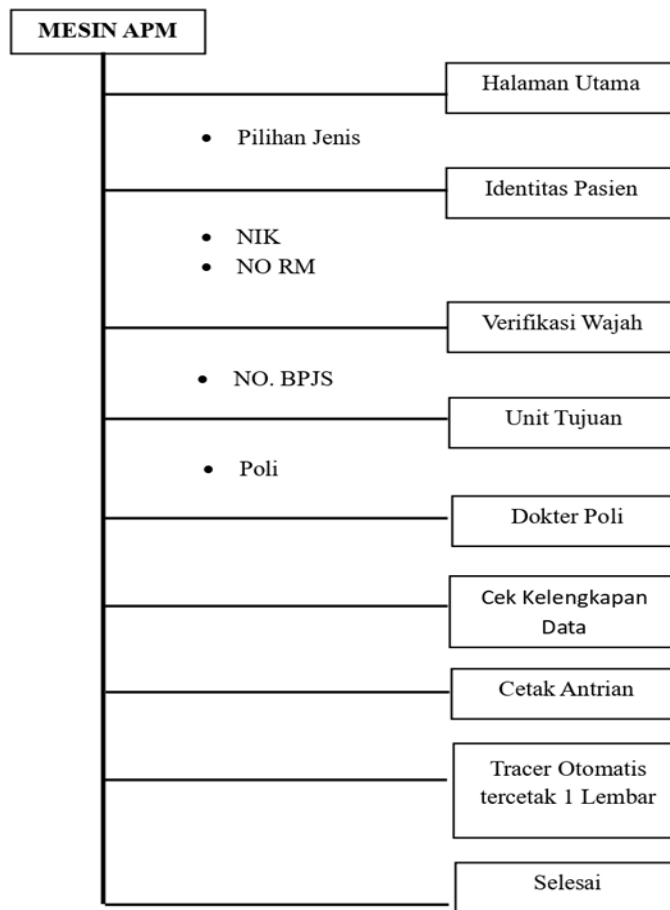 MESIN APM
Halaman Utama
• Pilihan Jenis
Identitas Pasien
• NIK
• NO RM
Verifikasi Wajah
• NO. BPJS
Unit Tujuan
• Poli
Dokter Poli
Cek Kelengkapan
Data
Cetak Antrian
Tracer Otomatis
tercetak 1 Lembar
Selesai